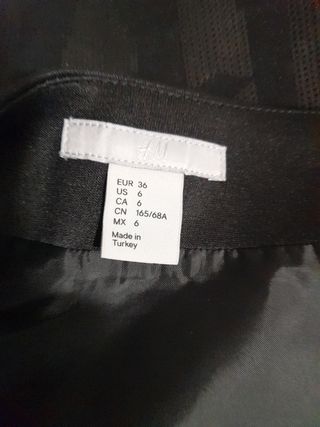 H&M
EUR 36
US 6
CA 6
CN 165/68A
MX 6
Made in
Turkey